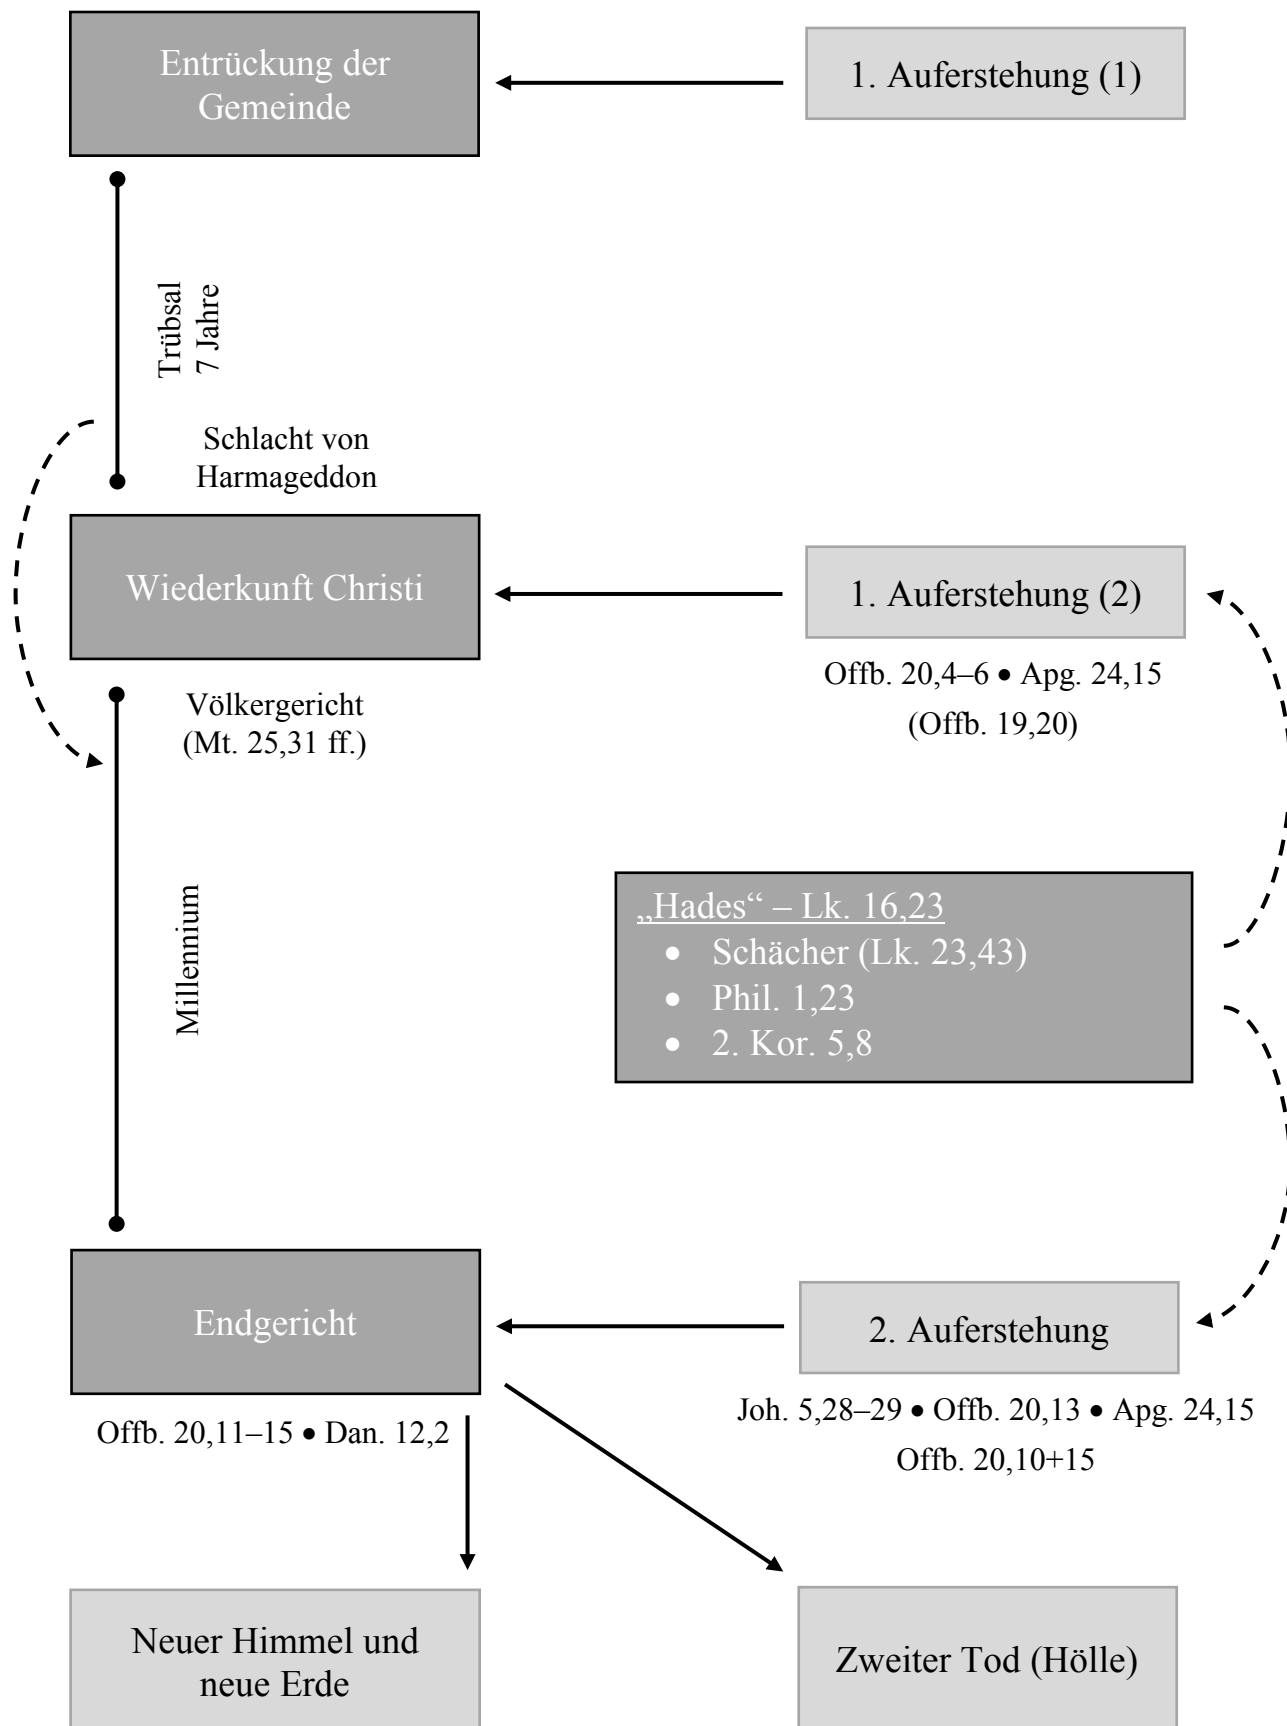 Entrückung der
Gemeinde
1. Auferstehung (1)
Trübsal
7 Jahre
Schlacht von
Harmageddon
Wiederkunft Christi
1. Auferstehung (2)
Offb. 20,4–6 • Apg. 24,15
(Offb. 19,20)
Völkergericht
(Mt. 25,31 ff.)
Millennium
„Hades“ – Lk. 16,23
• Schächer (Lk. 23,43)
• Phil. 1,23
• 2. Kor. 5,8
Endgericht
2. Auferstehung
Offb. 20,11–15 • Dan. 12,2
Joh. 5,28–29 • Offb. 20,13 • Apg. 24,15
Offb. 20,10+15
Neuer Himmel und
neue Erde
Zweiter Tod (Hölle)